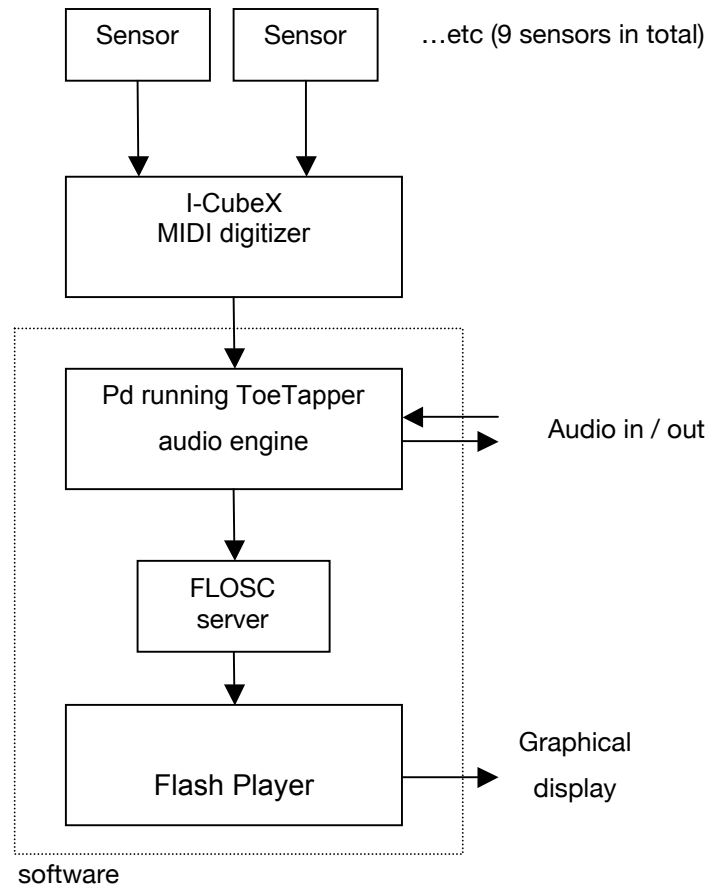 Sensor
Sensor
…etc (9 sensors in total)
I-CubeX
MIDI digitizer
Pd running ToeTapper
audio engine
Audio in / out
FLOSC
server
Flash Player
Graphical
display
software